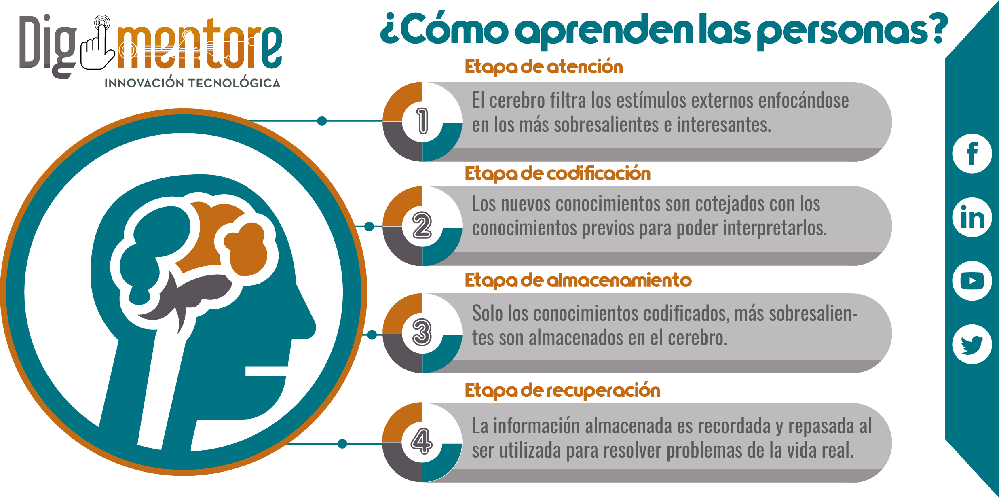 Digimentore
INNOVACIÓN TECNOLÓGICA
¿Cómo aprenden las personas?
Etapa de atención
1
El cerebro filtra los estímulos externos enfocándose
en los más sobresalientes e interesantes.
Etapa de codificación
2
Los nuevos conocimientos son cotejados con los
conocimientos previos para poder interpretarlos.
Etapa de almacenamiento
3
Solo los conocimientos codificados, más sobresalien-
tes son almacenados en el cerebro.
Etapa de recuperación
4
La información almacenada es recordada y repasada al
ser utilizada para resolver problemas de la vida real.
f
in